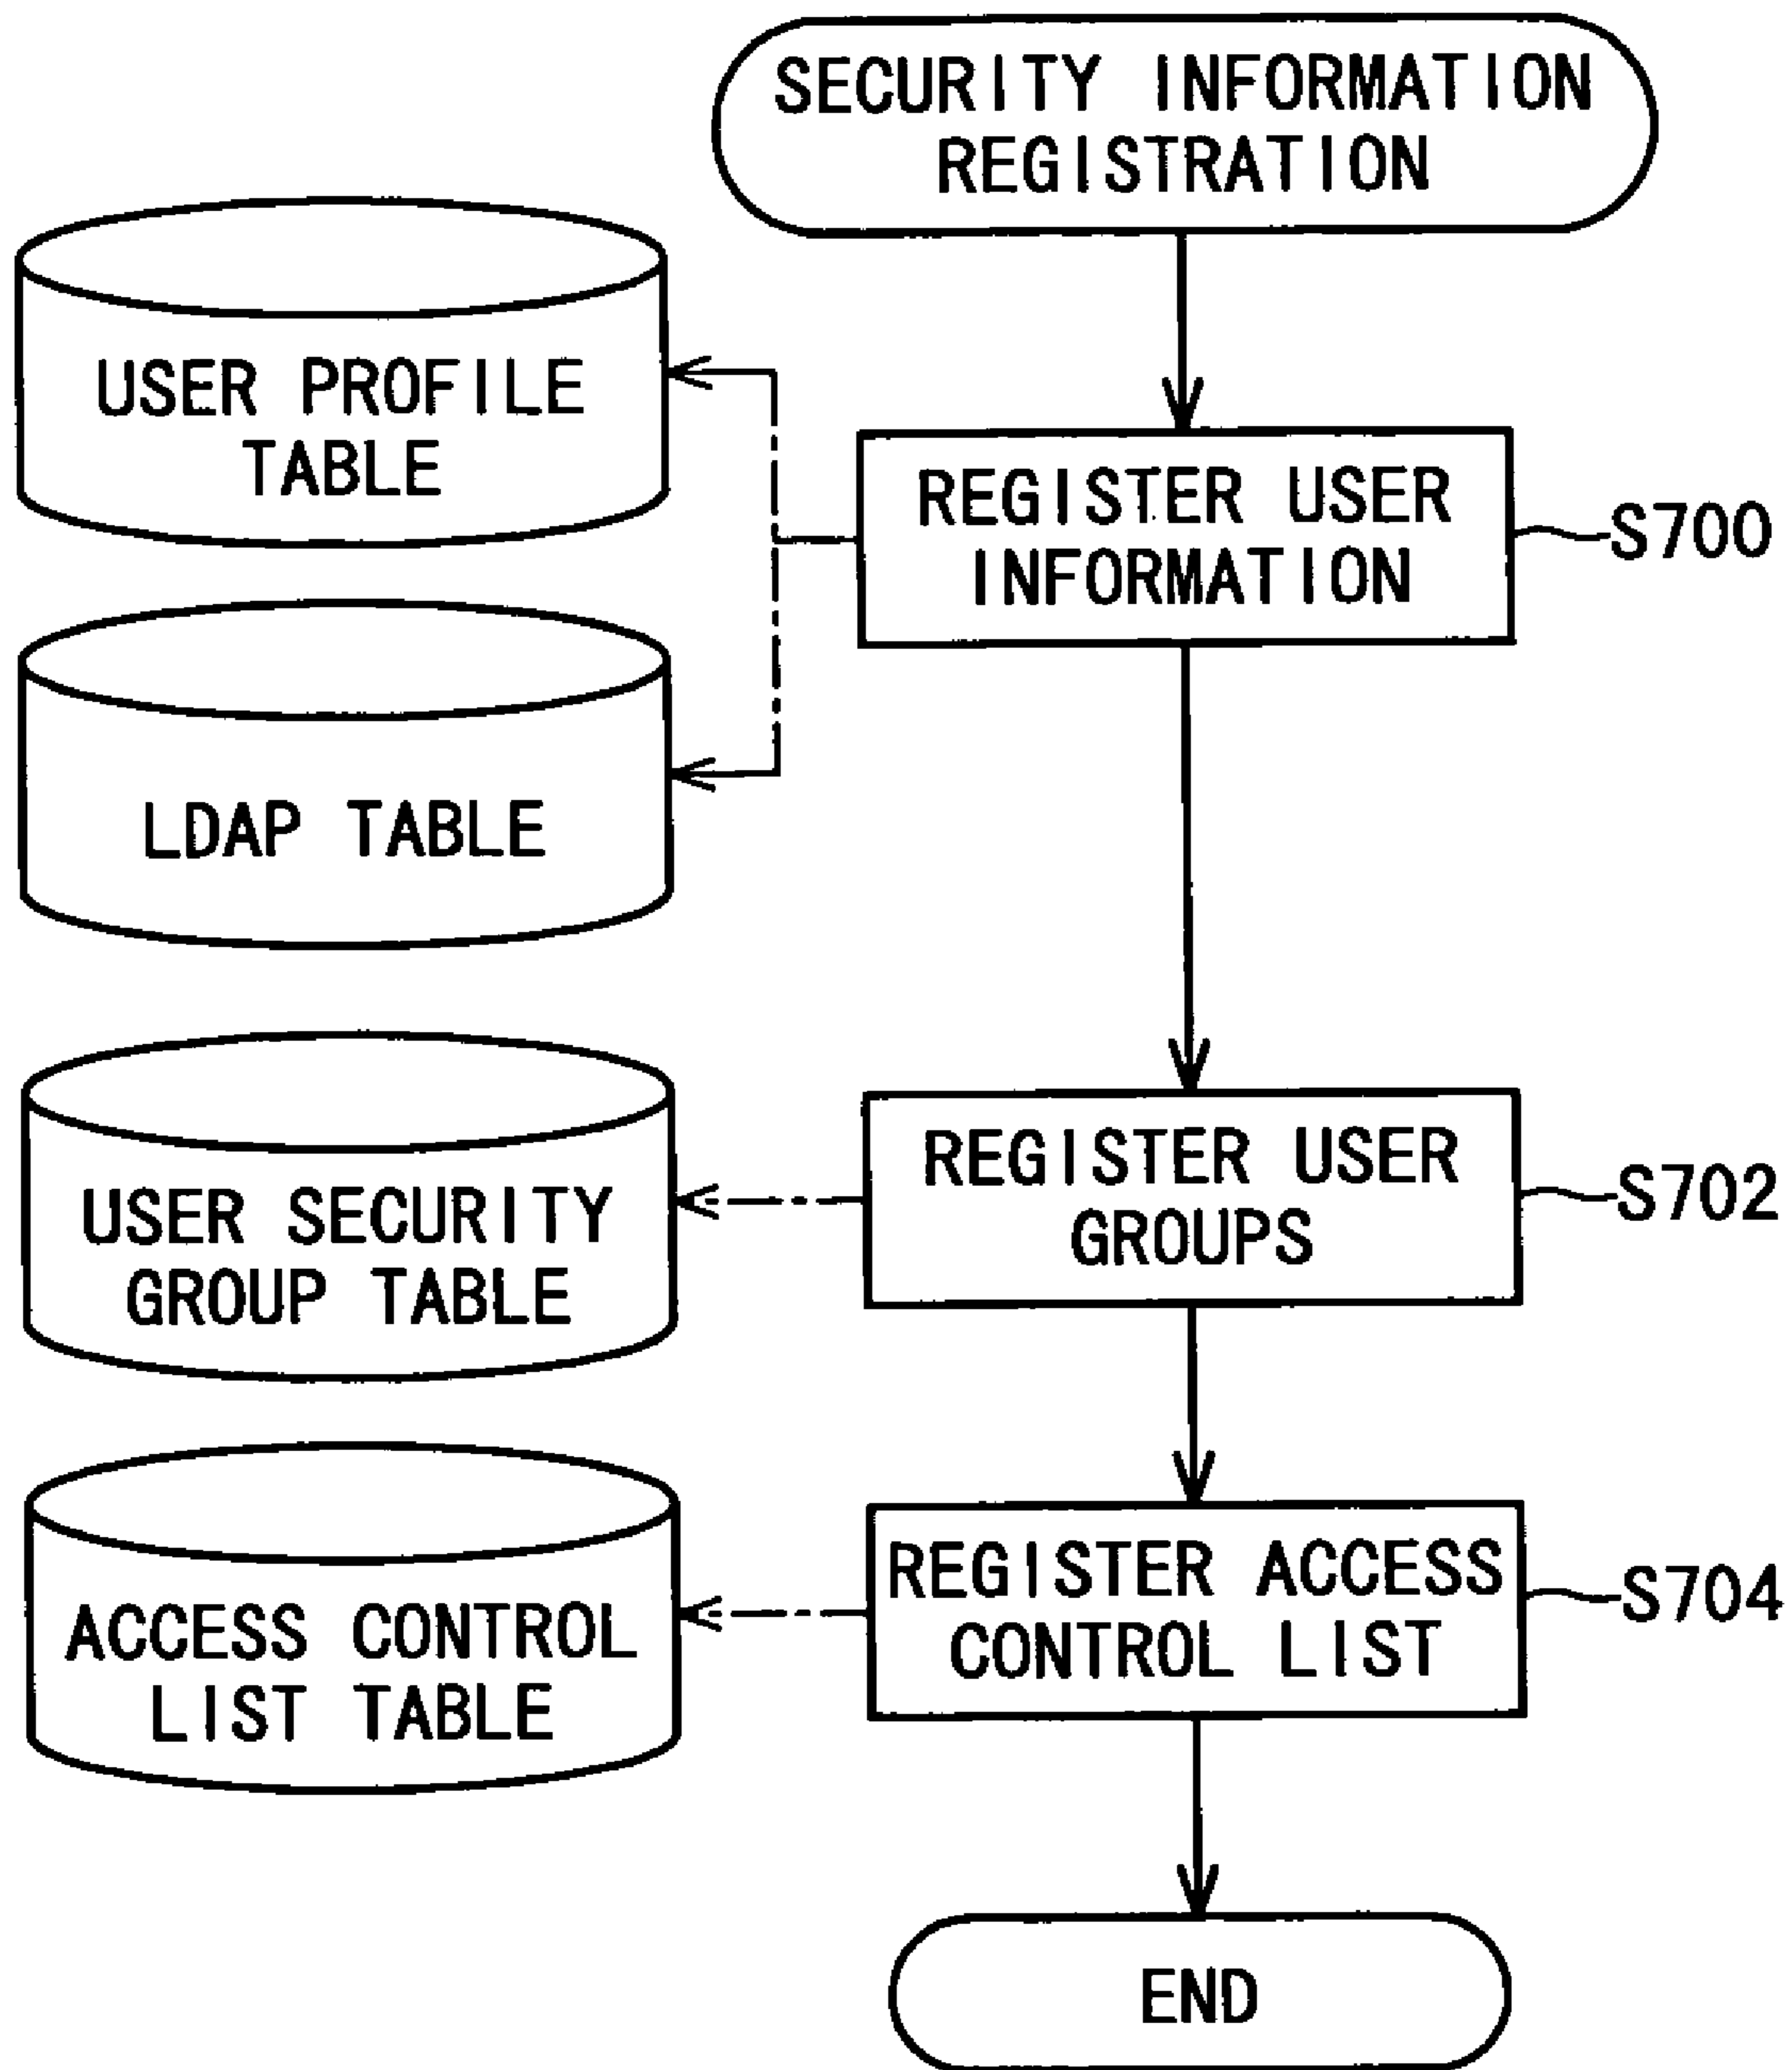 SECURITY INFORMATION
REGISTRATION
USER PROFILE
TABLE
REGISTER USER
INFORMATION
S700
LDAP TABLE
USER SECURITY
GROUP TABLE
REGISTER USER
GROUPS
S702
ACCESS CONTROL
LIST TABLE
REGISTER ACCESS
CONTROL LIST
S704
END